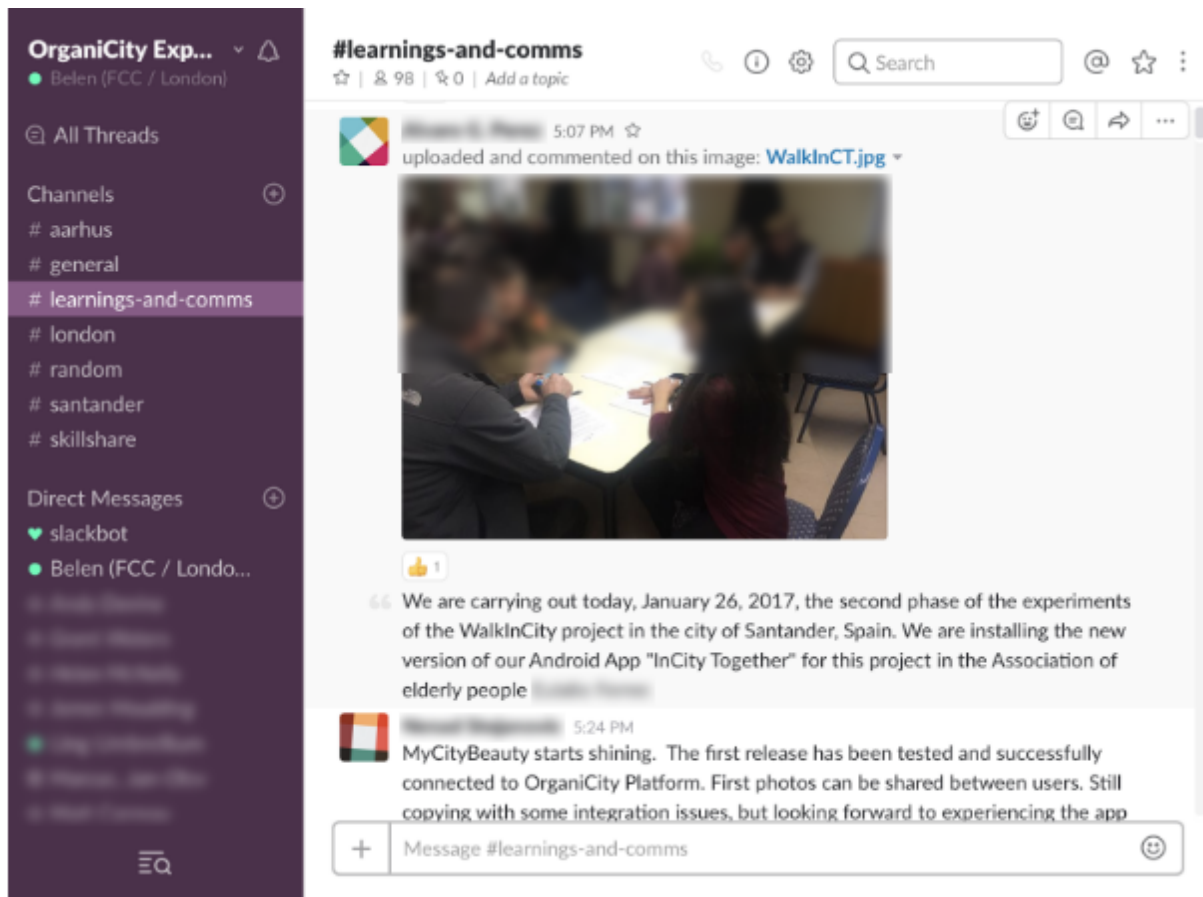 OrganiCity Exp...
Belen (FCC / London)
All Threads
Channels
# aarhus
# general
# learnings-and-comms
# london
# random
# santander
# skillshare
Direct Messages
slackbot
Belen (FCC / Londo...
#learnings-and-comms
98 | 0 | Add a topic
Search
5:07 PM
uploaded and commented on this image: WalkInCT.jpg
1
We are carrying out today, January 26, 2017, the second phase of the experiments
of the WalkInCity project in the city of Santander, Spain. We are installing the new
version of our Android App "InCity Together" for this project in the Association of
elderly people
5:24 PM
MyCityBeauty starts shining. The first release has been tested and successfully
connected to OrganiCity Platform. First photos can be shared between users. Still
copying with some integration issues, but looking forward to experiencing the app
Message #learnings-and-comms